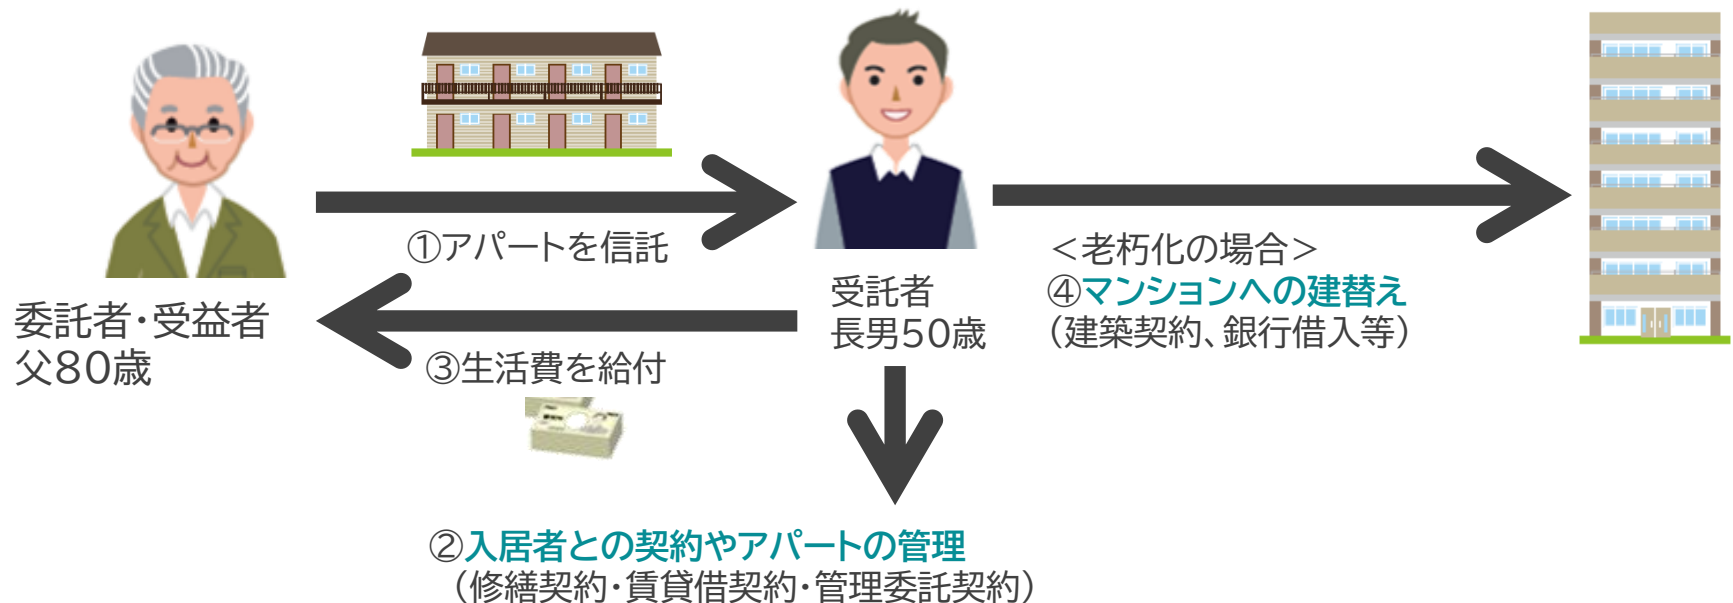 ①アパートを信託
委託者・受益者
父80歳
③生活費を給付
受託者
長男50歳
＜老朽化の場合＞
④マンションへの建替え
（建築契約、銀行借入等）
②入居者との契約やアパートの管理
（修繕契約・賃貸借契約・管理委託契約）